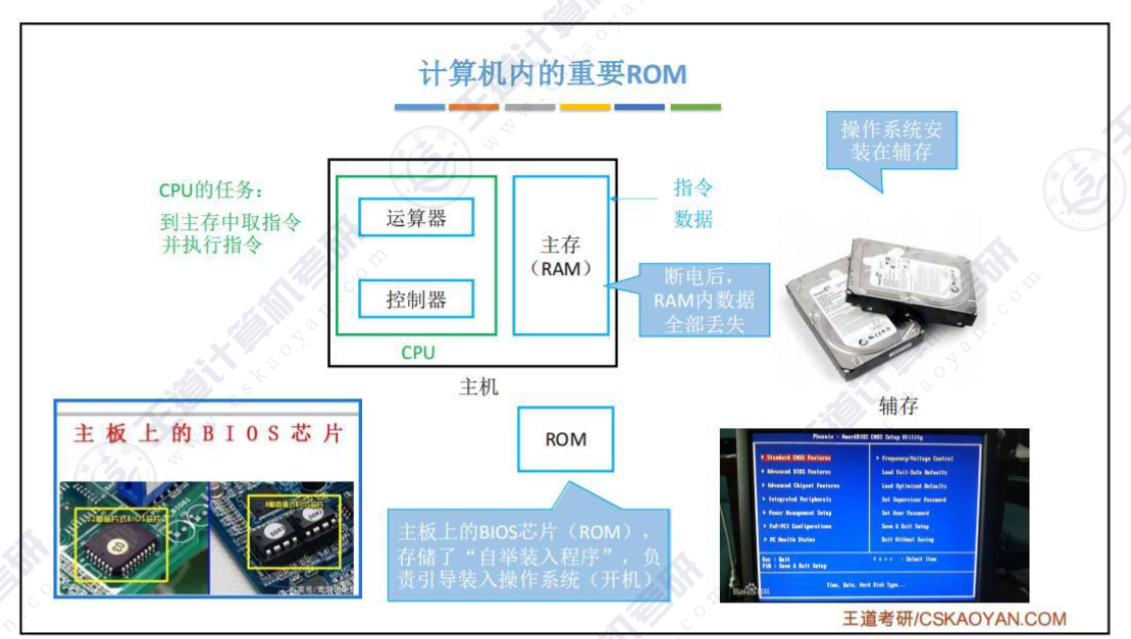 计算机内的重要ROM
操作系统安
装在辅存
CPU的任务：
到主存中取指令
并执行指令
运算器
控制器
CPU
主存
（RAM）
指令
数据
断电后，
RAM内数据
全部丢失
主机
辅存
ROM
主板上的BIOS芯片
主板上的BIOS芯片（ROM），
存储了“自举装入程序”，负
责引导装入操作系统（开机）
Phoenix - AwardBIOS CMOS Setup Utility
Standard CMOS Features
Advanced BIOS Features
Advanced Chipset Features
Integrated Peripherals
Power Management Setup
PnP/PCI Configurations
PC Health Status
Frequency/Voltage Control
Load Fail-Safe Defaults
Load Optimized Defaults
Set Supervisor Password
Set User Password
Save & Exit Setup
Exit Without Saving
Esc : Quit
F10 : Save & Exit Setup
: Select Item
Time, Date, Hard Disk Type...
王道考研/CSKAOYAN.COM